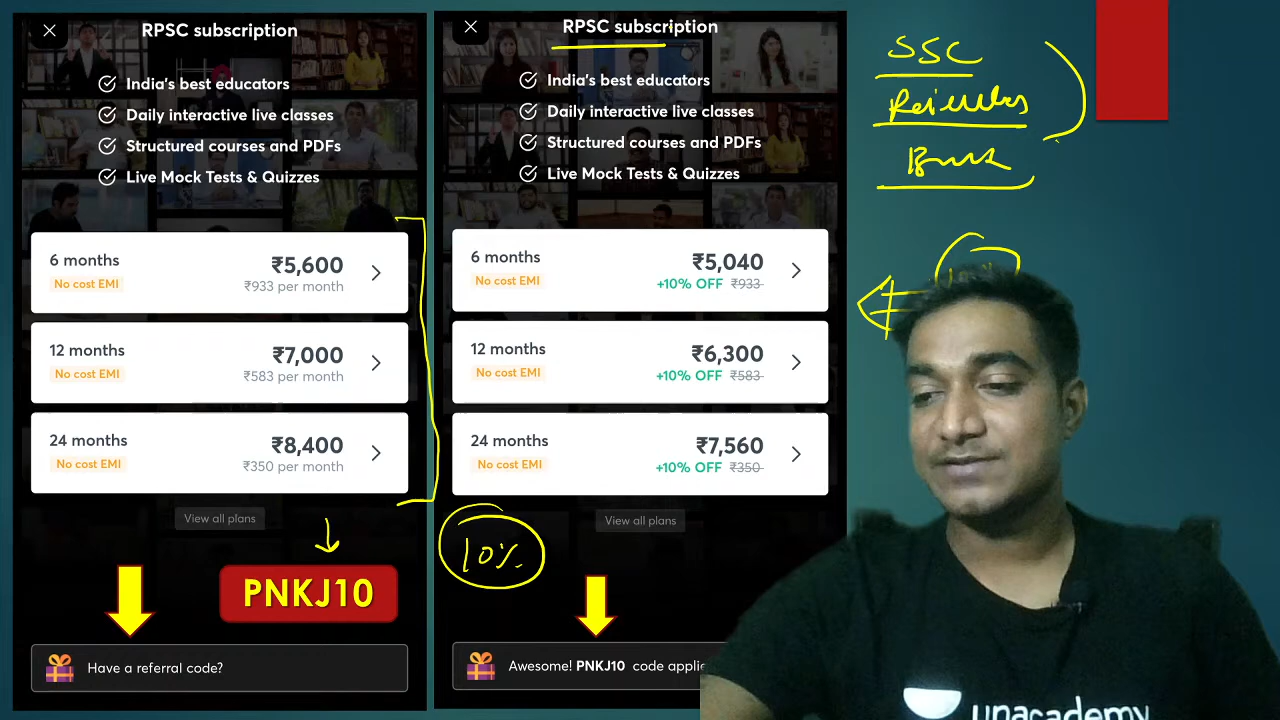 RPSC subscription
India's best educators
Daily interactive live classes
Structured courses and PDFs
Live Mock Tests & Quizzes
6 months
₹5,600
No cost EMI
₹933 per month
12 months
₹7,000
No cost EMI
₹583 per month
24 months
₹8,400
No cost EMI
₹350 per month
View all plans
PNKJ10
Have a referral code?
RPSC subscription
India's best educators
Daily interactive live classes
Structured courses and PDFs
Live Mock Tests & Quizzes
6 months
₹5,040
No cost EMI
+10% OFF ₹933
12 months
₹6,300
No cost EMI
+10% OFF ₹583
24 months
₹7,560
No cost EMI
+10% OFF ₹350
View all plans
10%
Awesome! PNKJ10 code applie
SSC
unacademy